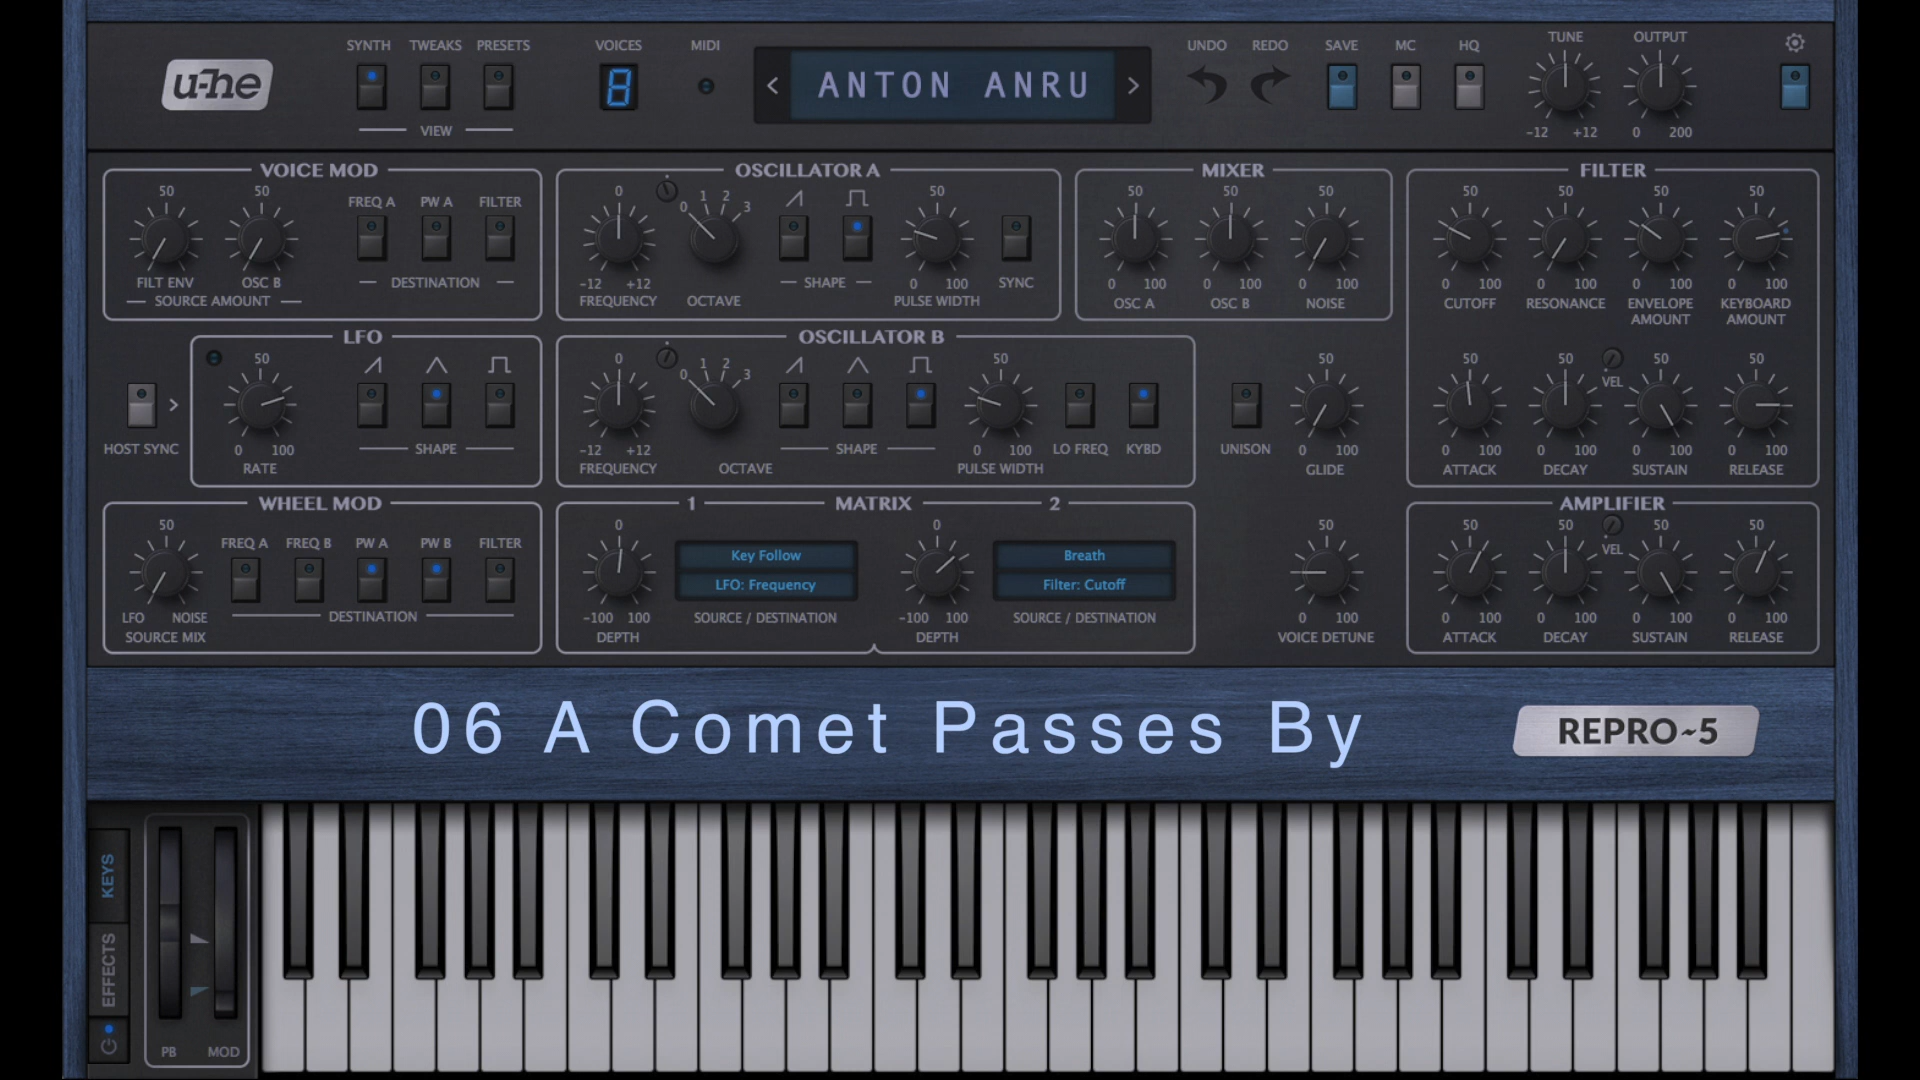 SYNTH TWEAKS PRESETS VOICES MIDI UNDO REDO SAVE MC HQ TUNE OUTPUT
u-he 8 < ANTON ANRU >
VIEW -12 +12 0 200
VOICE MOD
50 50 FREQ A PW A FILTER
FILT ENV OSC B DESTINATION
SOURCE AMOUNT
OSCILLATOR A
0 0 1 2 3 50
-12 +12 SHAPE 0 100 SYNC
FREQUENCY OCTAVE PULSE WIDTH
MIXER
50 50 50
0 100 0 100 0 100
OSC A OSC B NOISE
FILTER
50 50 50 50
0 100 0 100 0 100 0 100
CUTOFF RESONANCE ENVELOPE AMOUNT KEYBOARD AMOUNT
50 50 VEL 50 50
0 100 0 100 0 100 0 100
ATTACK DECAY SUSTAIN RELEASE
HOST SYNC >
LFO
50
0 100 SHAPE
RATE
OSCILLATOR B
0 0 1 2 3 50
-12 +12 SHAPE 0 100 LO FREQ KYBD
FREQUENCY OCTAVE PULSE WIDTH
UNISON
50
0 100
GLIDE
WHEEL MOD
50 FREQ A FREQ B PW A PW B FILTER
LFO NOISE DESTINATION
SOURCE MIX
1 MATRIX 2
0 Key Follow 0 Breath
LFO: Frequency Filter: Cutoff
-100 100 SOURCE / DESTINATION -100 100 SOURCE / DESTINATION
DEPTH DEPTH
50
0 100
VOICE DETUNE
AMPLIFIER
50 50 VEL 50 50
0 100 0 100 0 100 0 100
ATTACK DECAY SUSTAIN RELEASE
06 A Comet Passes By
REPRO~5
KEYS
EFFECTS
PB MOD